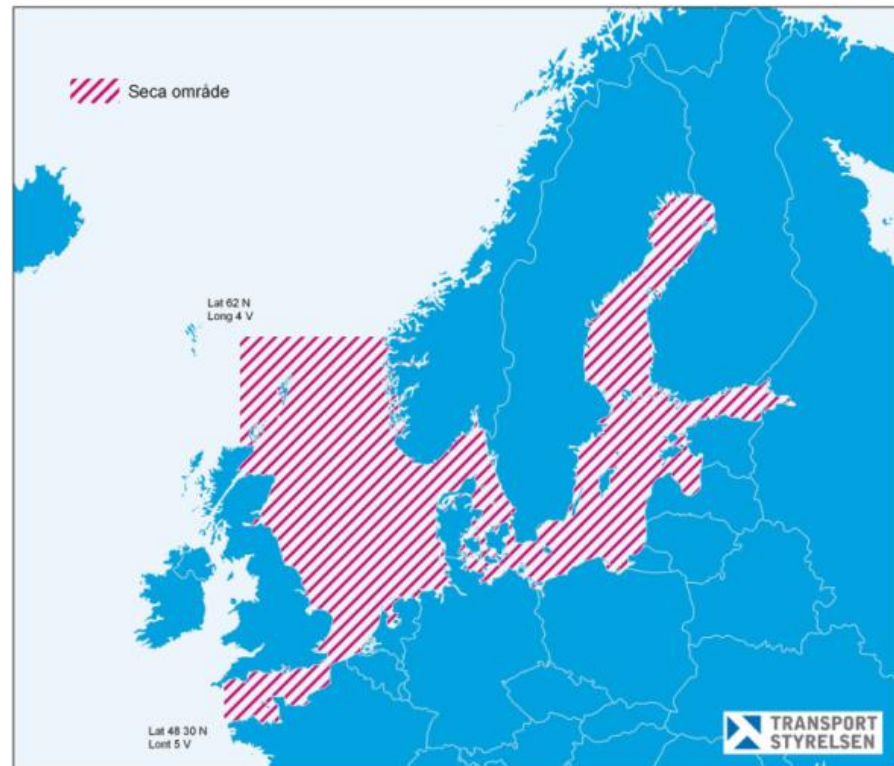 Seca område
Lat 62 N
Long 4 V
Lat 48 30 N
Lont 5 V
TRANSPORT
STYRELSEN